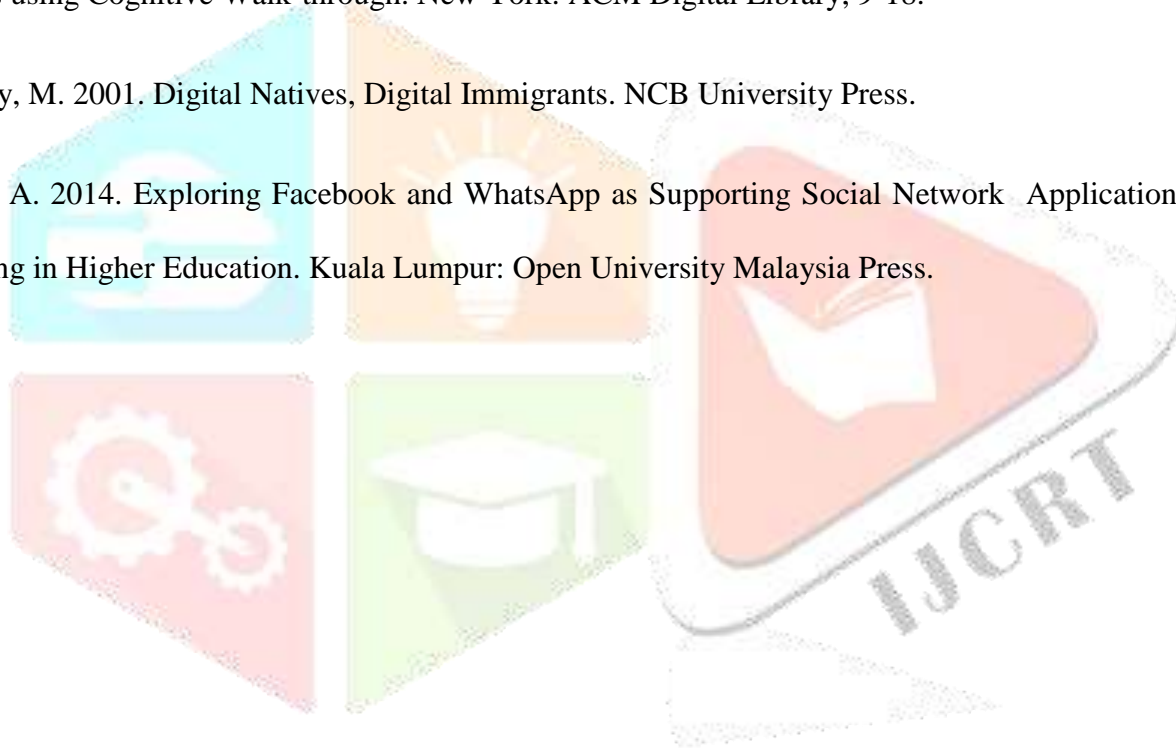 using Cognitive Walk-through. New York: ACM Digital Library, 9-18.
y, M. 2001. Digital Natives, Digital Immigrants. NCB University Press.
A. 2014. Exploring Facebook and WhatsApp as Supporting Social Network Application
ng in Higher Education. Kuala Lumpur: Open University Malaysia Press.
IJCRT